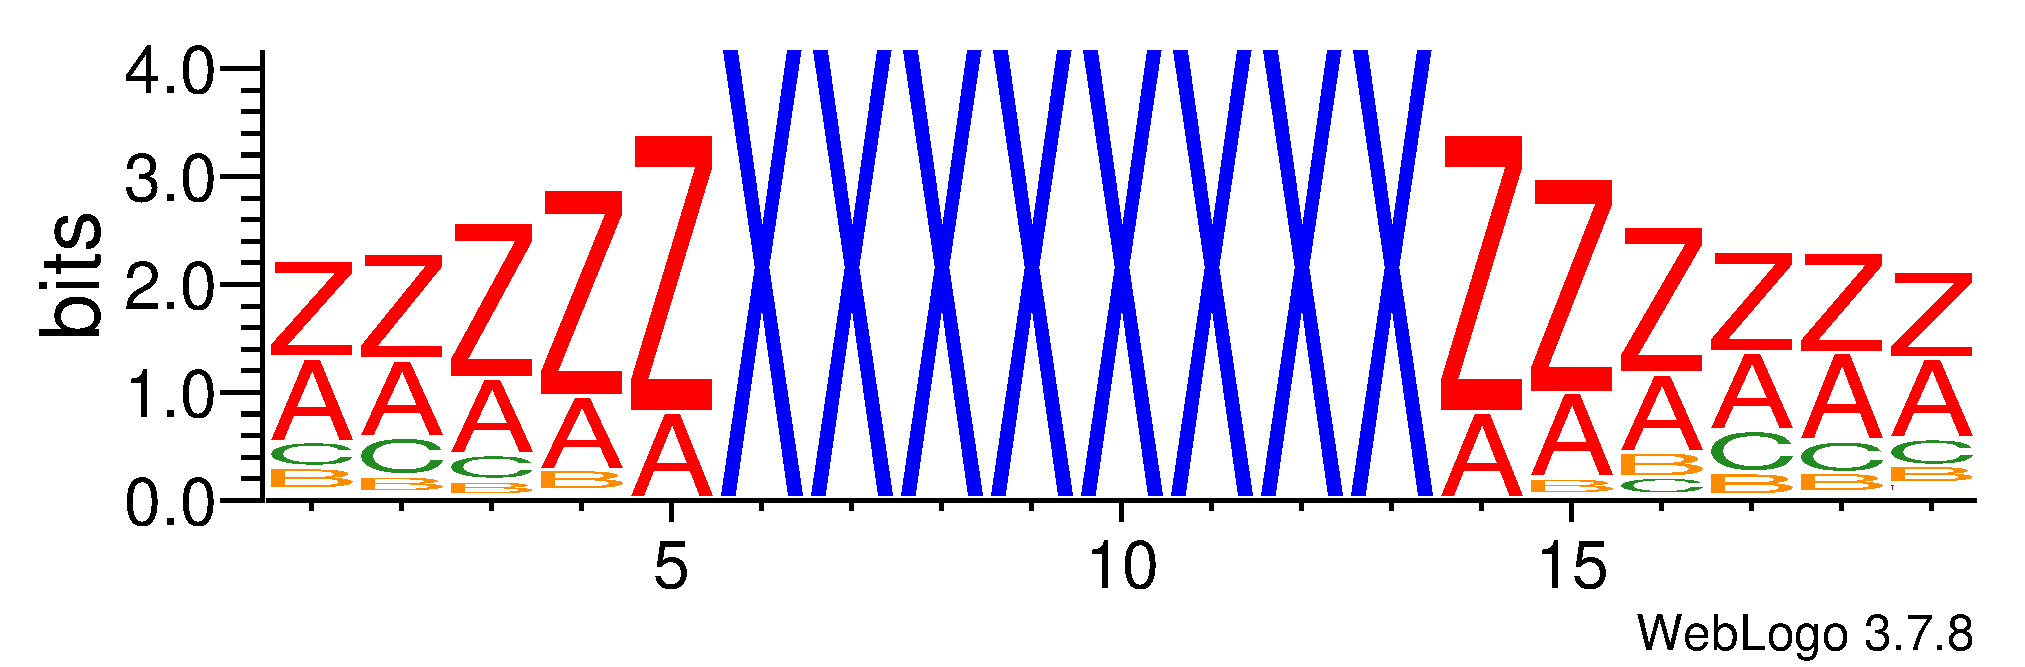 4.0
3.0
2.0
1.0
0.0
bits
Z Z Z Z Z W W W W W W W W Z Z Z Z Z Z
A A A A A A A A A A A
C C C B B B C C C
B B B C B B B
5 10 15
WebLogo 3.7.8